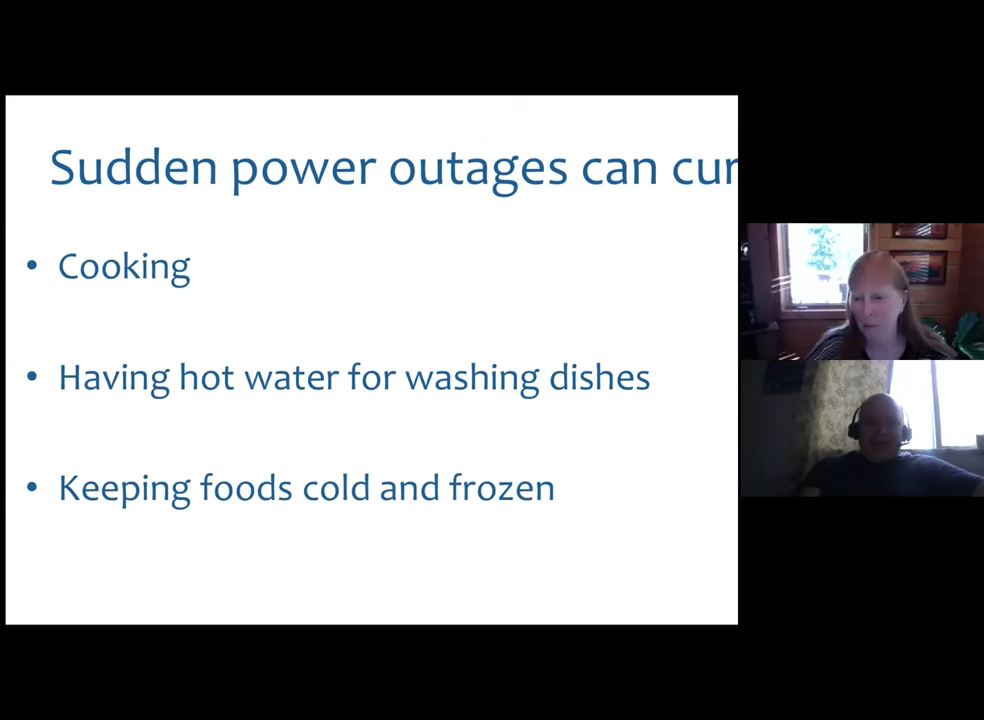 Sudden power outages can cur
• Cooking
• Having hot water for washing dishes
• Keeping foods cold and frozen